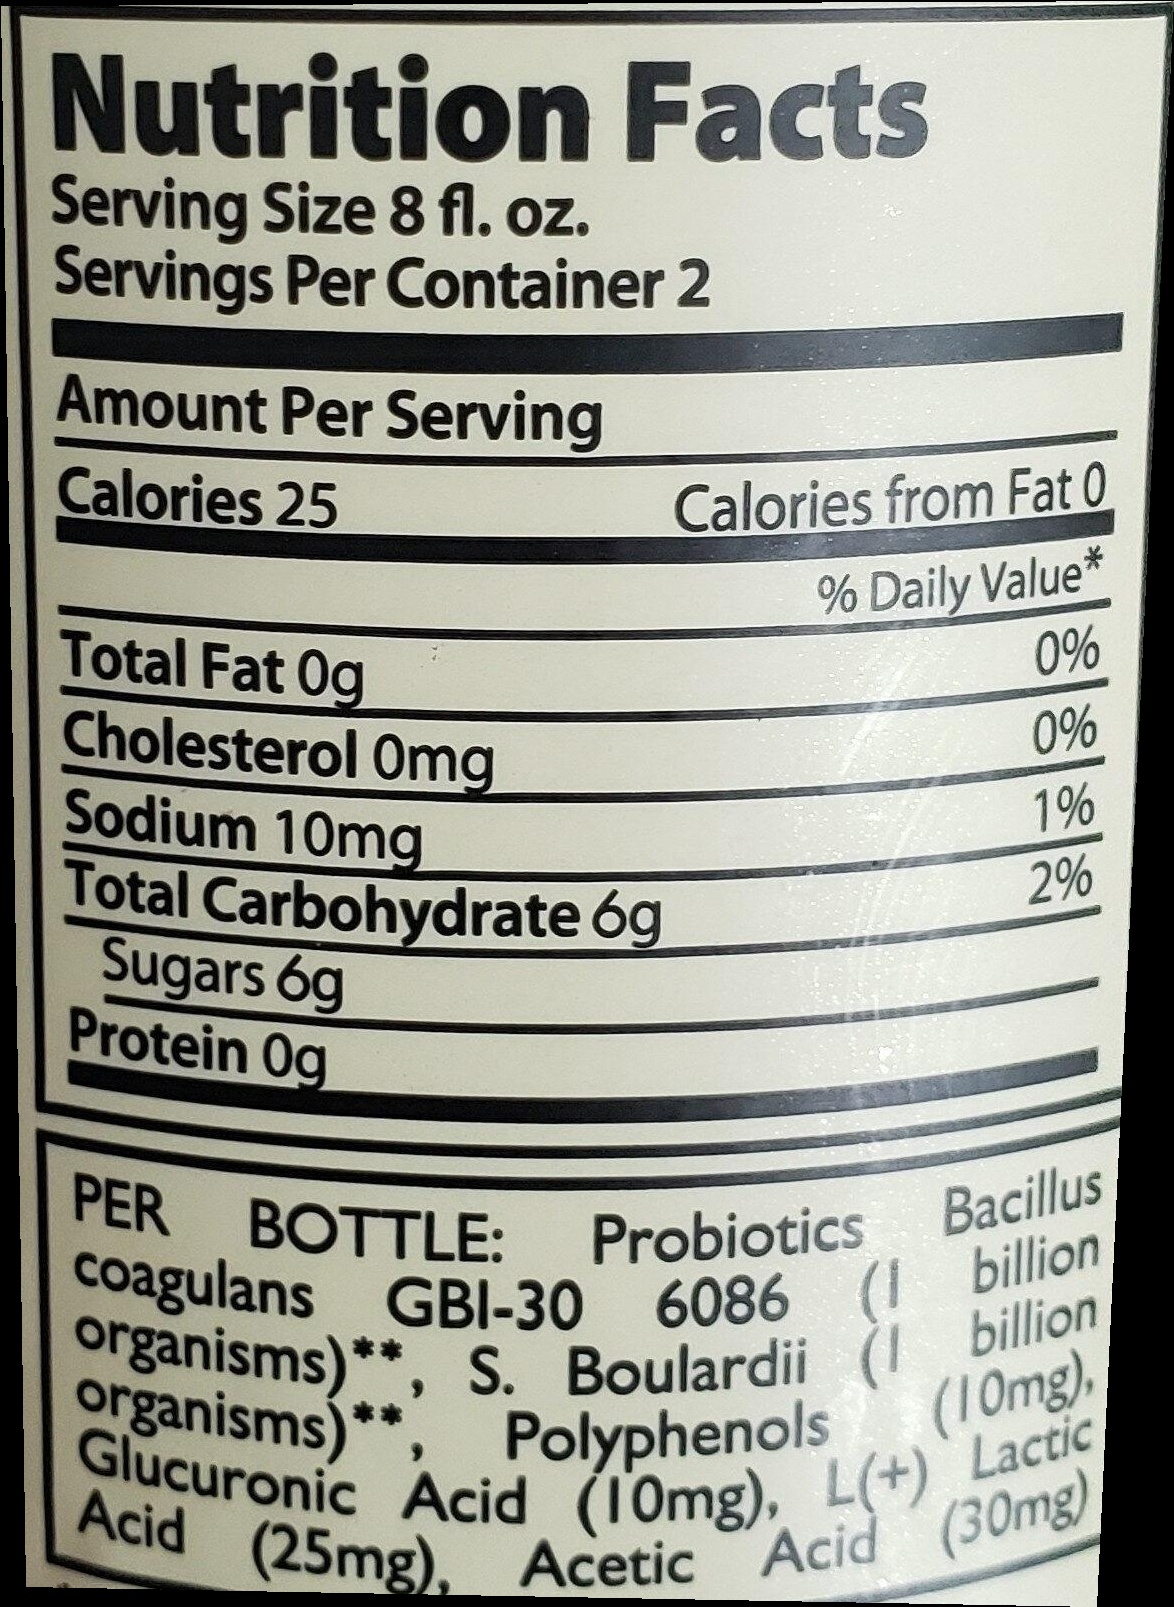 Nutrition Facts
Serving Size 8 fl. oz.
Servings Per Container 2
Amount Per Serving
Calories 25 Calories from Fat 0
% Daily Value*
Total Fat 0g 0%
Cholesterol 0mg 0%
Sodium 10mg 1%
Total Carbohydrate 6g 2%
Sugars 6g
Protein 0g
PER BOTTLE: Probiotics Bacillus
coagulans GBI-30 6086 (1 billion
organisms)**, S. Boulardii (1 billion
organisms)**, Polyphenols (10mg),
Glucuronic Acid (10mg), L(+) Lactic
Acid (25mg), Acetic Acid (30mg)